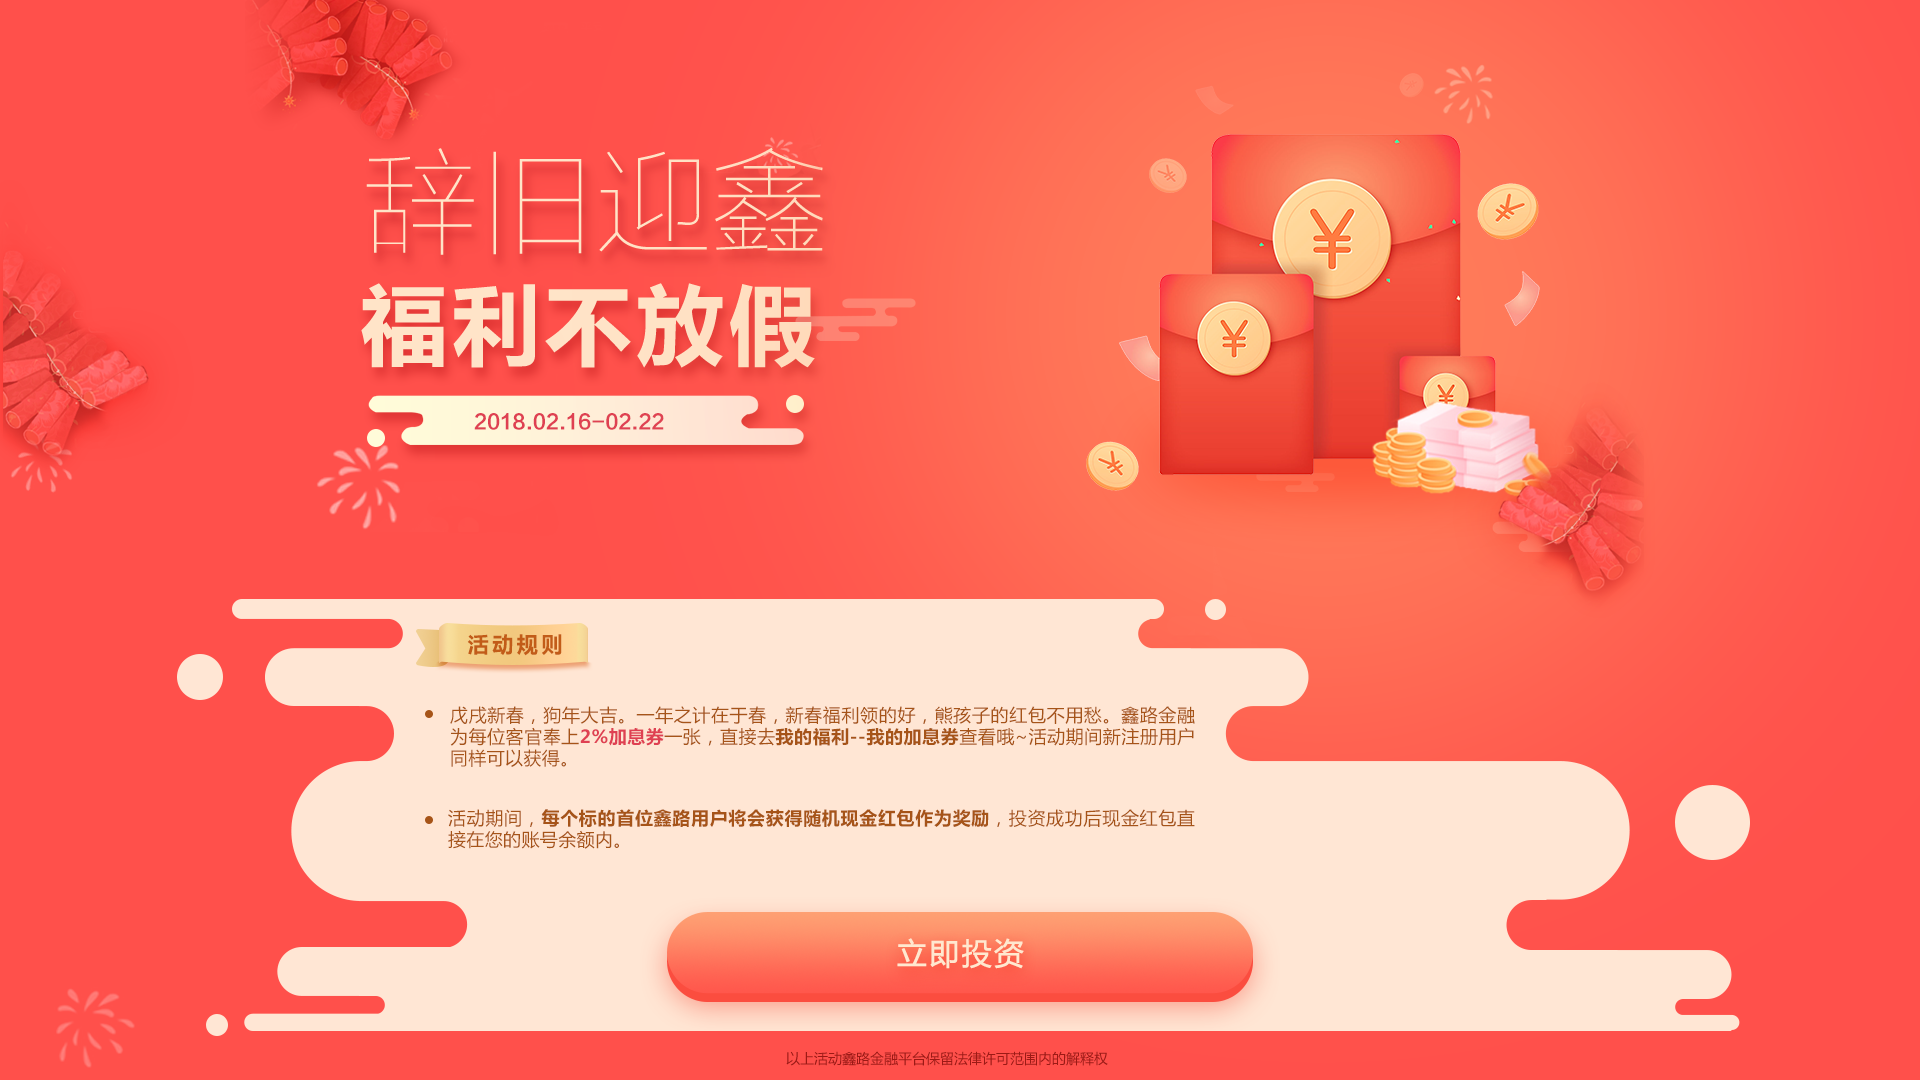 辞旧迎鑫
福利不放假
2018.02.16-02.22
活动规则
戊戌新春，狗年大吉。一年之计在于春，新春福利领的好，熊孩子的红包不用愁。鑫路金融
为每位客官奉上2%加息券一张，直接去我的福利--我的加息券查看哦~活动期间新注册用户
同样可以获得。
活动期间，每个标的首位鑫路用户将会获得随机现金红包作为奖励，投资成功后现金红包直
接在您的账号余额内。
立即投资
以上活动鑫路金融平台保留法律许可范围内的解释权